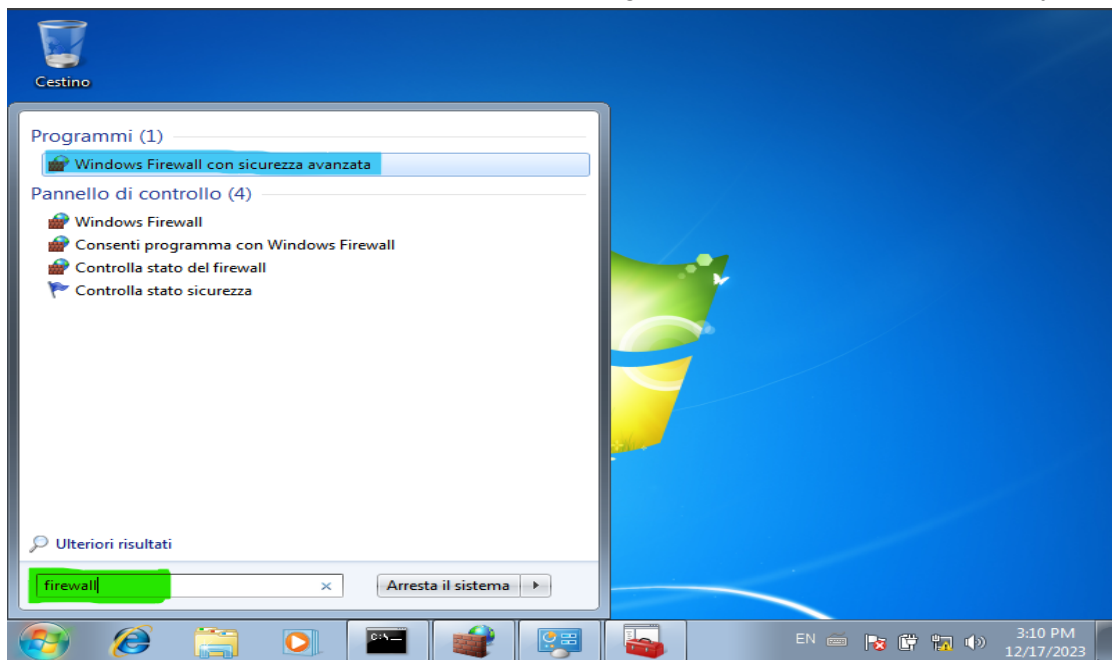 Cestino
Programmi (1)
Windows Firewall con sicurezza avanzata
Pannello di controllo (4)
Windows Firewall
Consenti programma con Windows Firewall
Controlla stato del firewall
Controlla stato sicurezza
Ulteriori risultati
firewall
Arresta il sistema
C:\_
EN
3:10 PM
12/17/2023